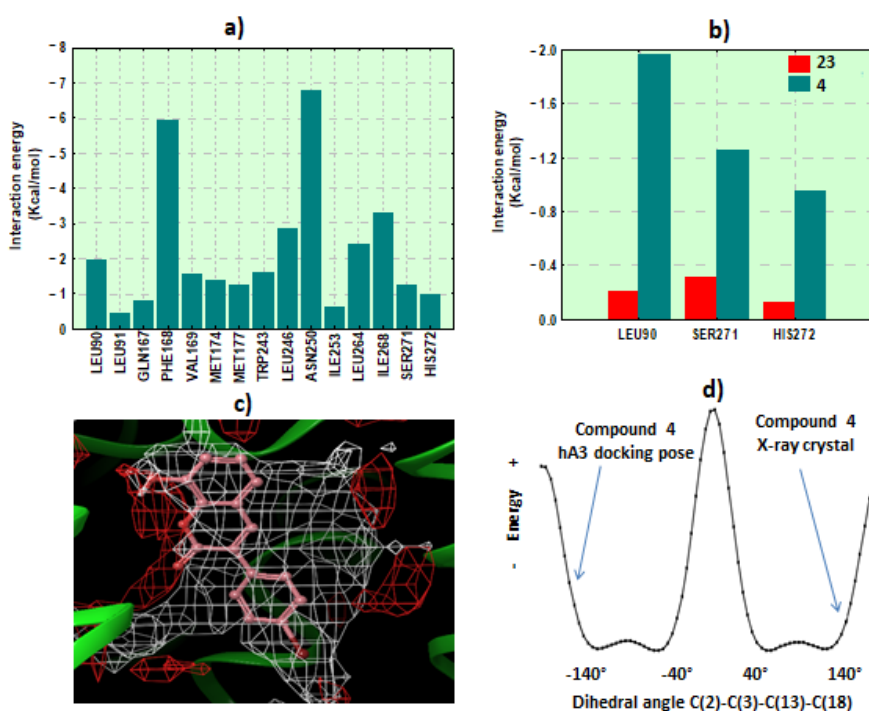 a)
Interaction energy
(Kcal/mol)
- 8
- 7
- 6
- 5
- 4
- 3
- 2
- 1
0
LEU90
LEU91
GLN167
PHE168
VAL169
MET174
MET177
TRP243
LEU246
ASN250
ILE253
LEU264
ILE268
SER271
HIS272
b)
Interaction energy
(Kcal/mol)
-2.0
-1.6
-1.2
-0.8
-0.4
0.0
23
4
LEU90
SER271
HIS272
c)
d)
Compound 4
hA3 docking pose
Compound 4
X-ray crystal
- Energy +
-140°
-40°
40°
140°
Dihedral angle C(2)-C(3)-C(13)-C(18)